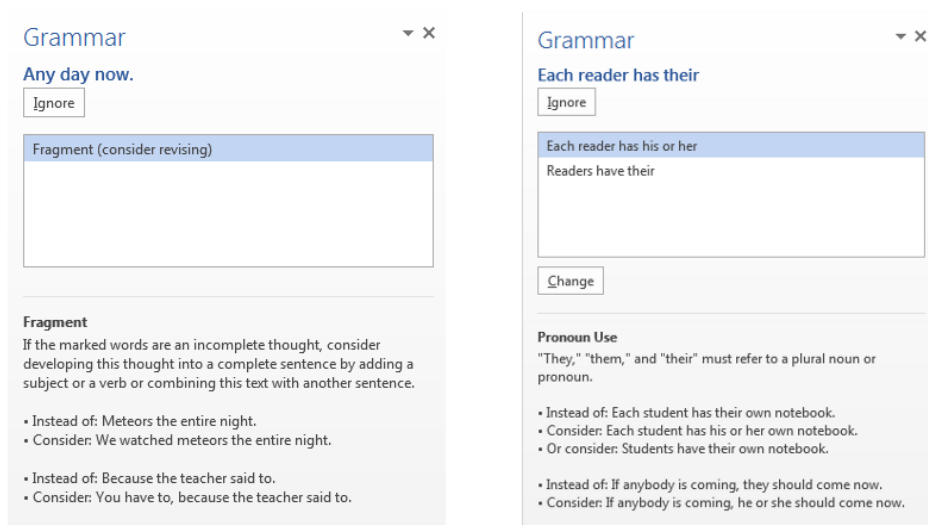 Grammar
Any day now.
Ignore
Fragment (consider revising)
Fragment
If the marked words are an incomplete thought, consider
developing this thought into a complete sentence by adding a
subject or a verb or combining this text with another sentence.
▪ Instead of: Meteors the entire night.
▪ Consider: We watched meteors the entire night.
▪ Instead of: Because the teacher said to.
▪ Consider: You have to, because the teacher said to.
Grammar
Each reader has their
Ignore
Each reader has his or her
Readers have their
Change
Pronoun Use
"They," "them," and "their" must refer to a plural noun or
pronoun.
▪ Instead of: Each student has their own notebook.
▪ Consider: Each student has his or her own notebook.
▪ Or consider: Students have their own notebook.
▪ Instead of: If anybody is coming, they should come now.
▪ Consider: If anybody is coming, he or she should come now.